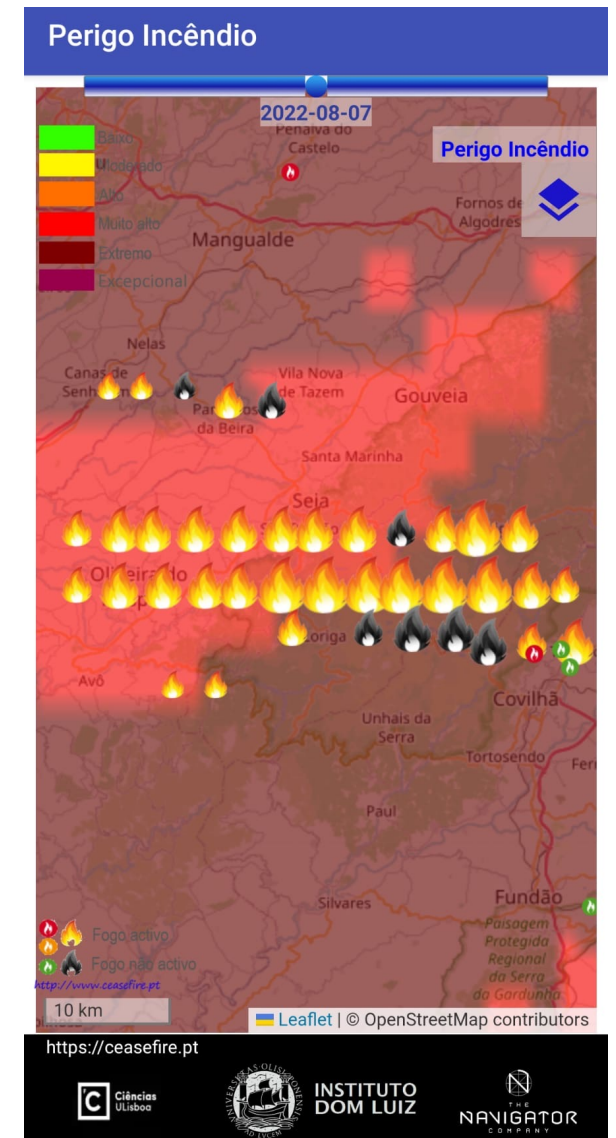 Perigo Incêndio
2022-08-07
Baixo
Alto
Muito alto
Extremo
Excepcional
Perigo Incêndio
Penalva do
Castelo
Fornos de
Algodres
Mangualde
Nelas
Canas de
Vila Nova
de Tazem
da Beira
Gouveia
Santa Marinha
Seia
Loriga
Avô
Covilhã
Unhais da
Serra
Tortosendo
Paul
Silvares
Fundão
Paisagem
Protegida
Regional
da Serra
da Gardunha
Fogo activo
Fogo não activo
http://www.ceasefire.pt
10 km
Leaflet | © OpenStreetMap contributors
https://ceasefire.pt
Ciências
ULisboa
INSTITUTO
DOM LUIZ
THE
NAVIGATOR
COMPANY